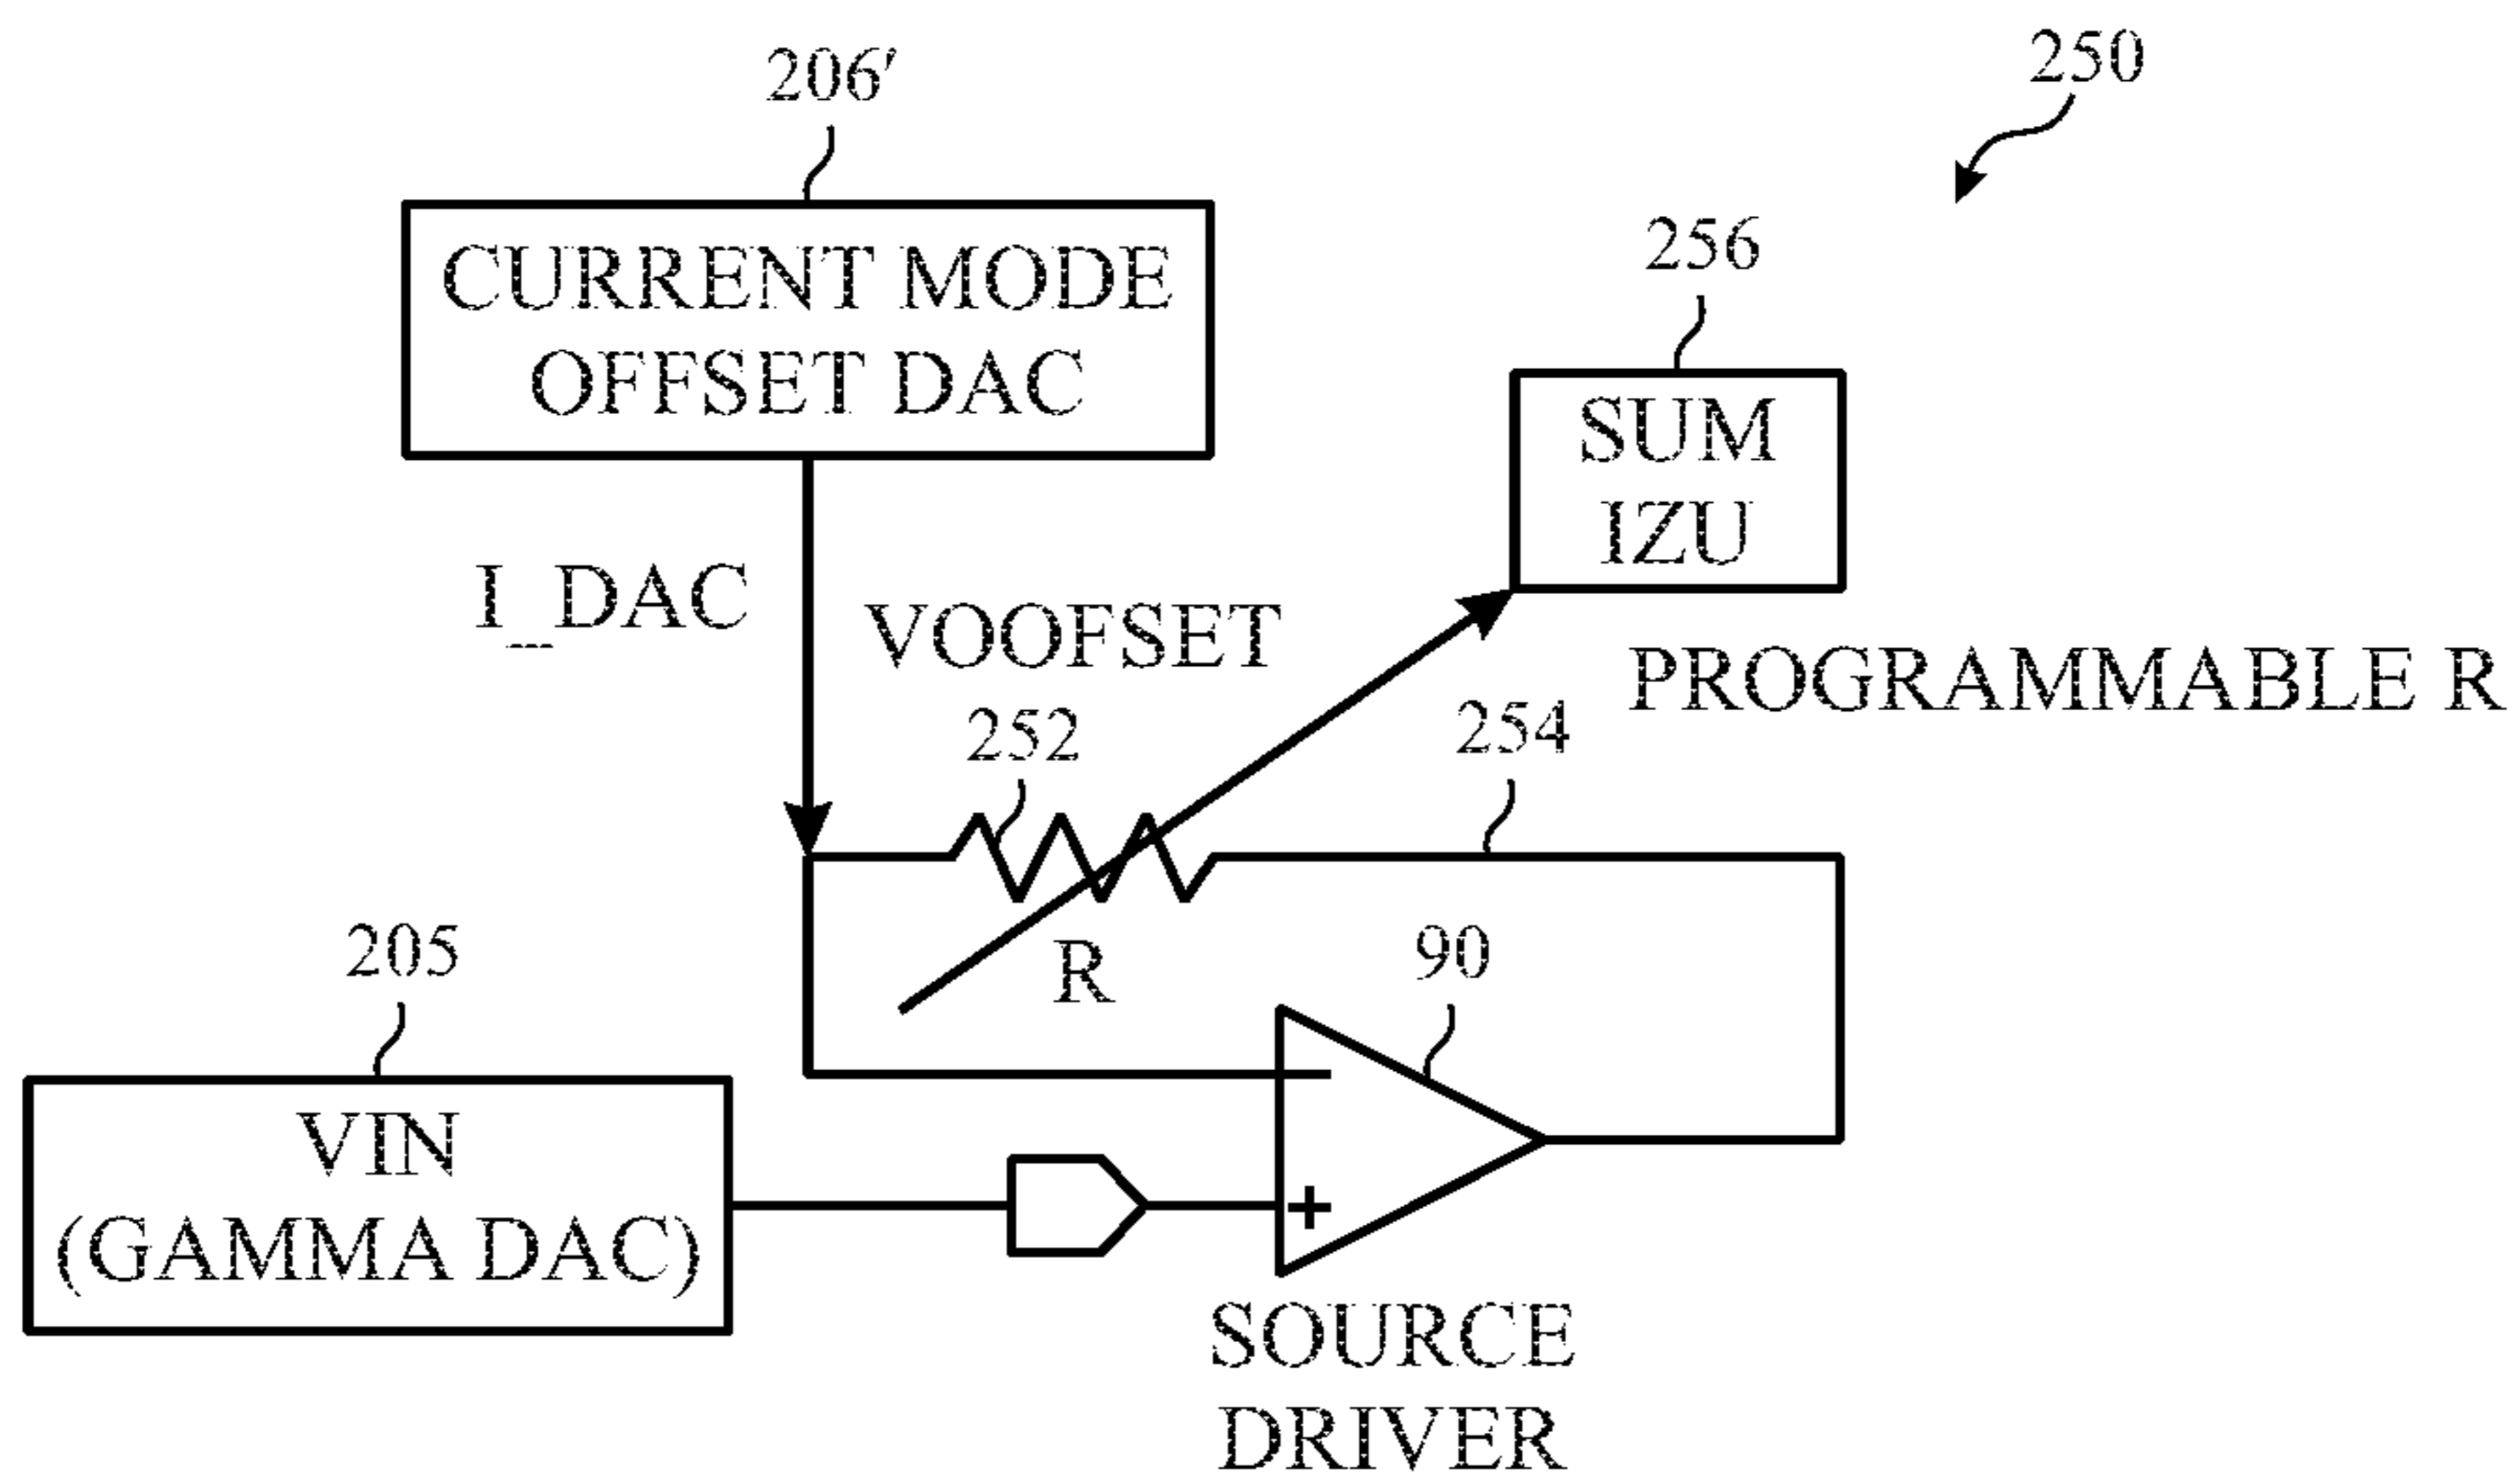 206′
250
CURRENT MODE
OFFSET DAC
256
SUM
IZU
I_DAC
VOOFSET
PROGRAMMABLE R
252
254
R
205
90
VIN
(GAMMA DAC)
−
+
SOURCE
DRIVER